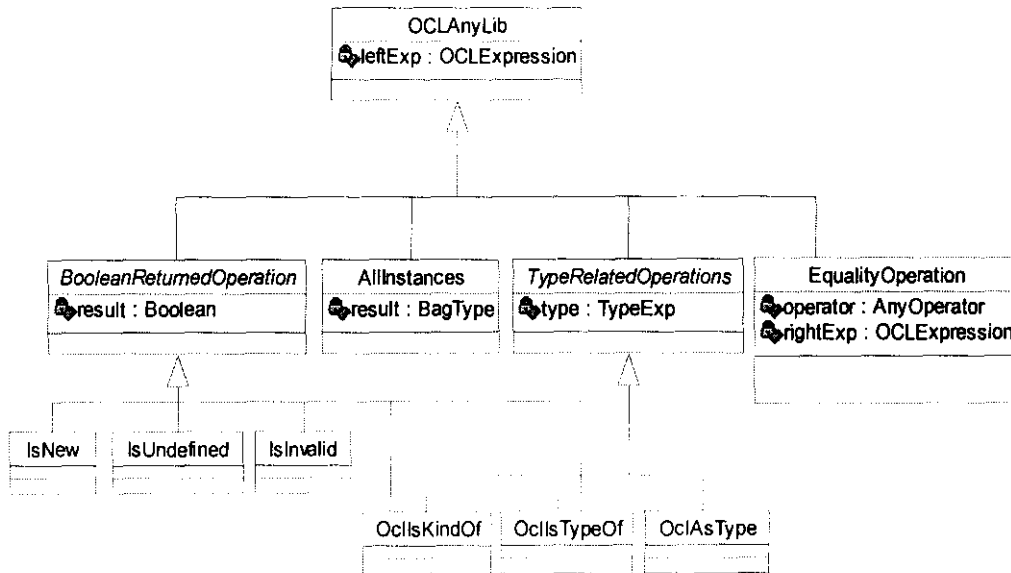 OCLAnyLib
leftExp : OCLExpression
BooleanReturnedOperation
result : Boolean
AllInstances
result : BagType
TypeRelatedOperations
type : TypeExp
EqualityOperation
operator : AnyOperator
rightExp : OCLExpression
IsNew
IsUndefined
IsInvalid
OclIsKindOf
OclIsTypeOf
OclAsType